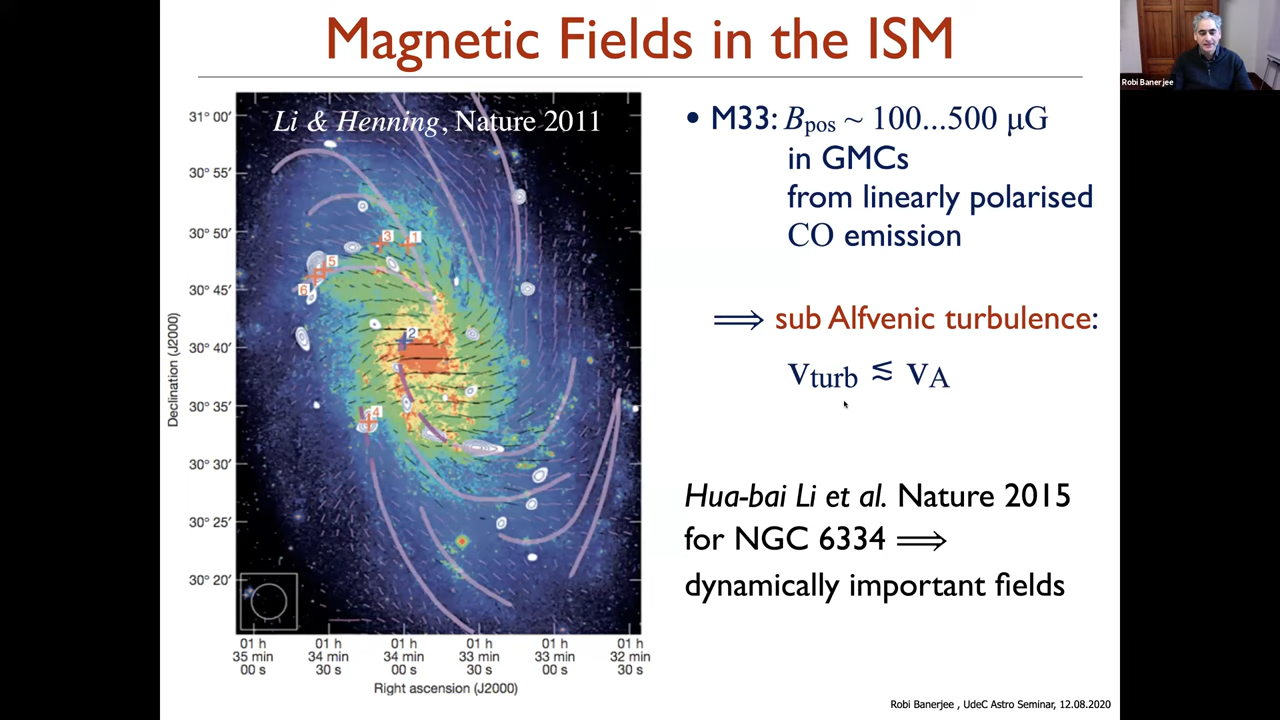 Magnetic Fields in the ISM
Robi Banerjee
Li & Henning, Nature 2011
31° 00′
30° 55′
30° 50′
30° 45′
30° 40′
30° 35′
30° 30′
30° 25′
30° 20′
Declination (J2000)
3
1
5
6
2
4
01 h 01 h 01 h 01 h 01 h 01 h
35 min 34 min 34 min 33 min 33 min 32 min
00 s 30 s 00 s 30 s 00 s 30 s
Right ascension (J2000)
• M33: Bpos ~ 100...500 μG
in GMCs
from linearly polarised
CO emission
⟹ sub Alfvenic turbulence:
vturb ≲ vA
Hua-bai Li et al. Nature 2015
for NGC 6334 ⟹
dynamically important fields
Robi Banerjee , UdeC Astro Seminar, 12.08.2020